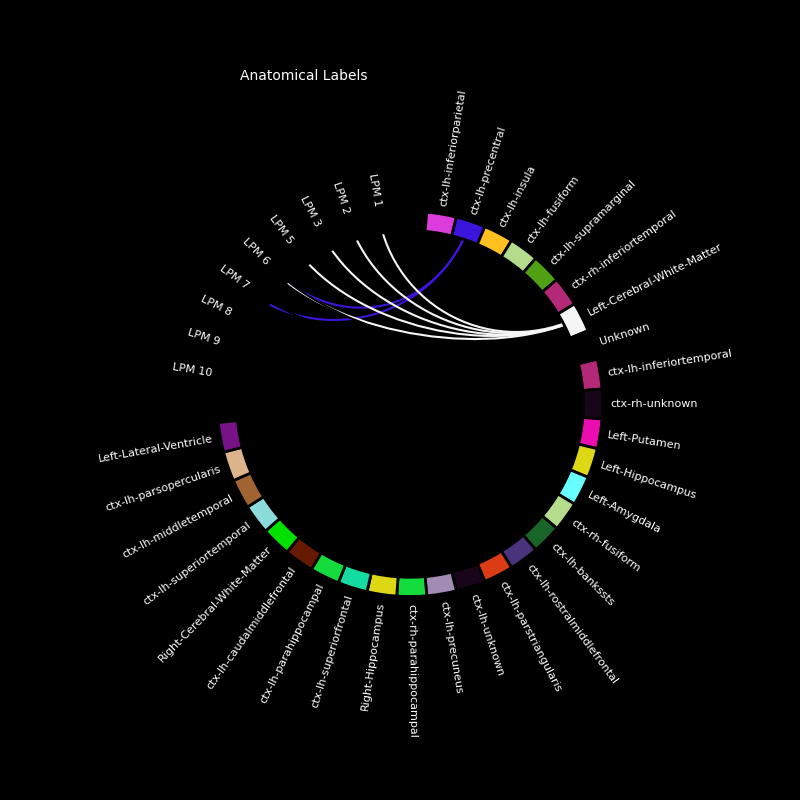 Anatomical Labels
ctx-lh-inferiorparietal
ctx-lh-precentral
ctx-lh-insula
ctx-lh-fusiform
ctx-lh-supramarginal
ctx-rh-inferiortemporal
Left-Cerebral-White-Matter
Unknown
ctx-lh-inferiortemporal
ctx-rh-unknown
Left-Putamen
Left-Hippocampus
Left-Amygdala
ctx-rh-fusiform
ctx-lh-bankssts
ctx-lh-rostralmiddlefrontal
ctx-lh-parstriangularis
ctx-lh-unknown
ctx-lh-precuneus
ctx-rh-parahippocampal
Right-Hippocampus
ctx-lh-superiorfrontal
ctx-lh-parahippocampal
ctx-lh-caudalmiddlefrontal
Right-Cerebral-White-Matter
ctx-lh-superiortemporal
ctx-lh-middletemporal
ctx-lh-parsopercularis
Left-Lateral-Ventricle
LPM 10
LPM 9
LPM 8
LPM 7
LPM 6
LPM 5
LPM 3
LPM 2
LPM 1